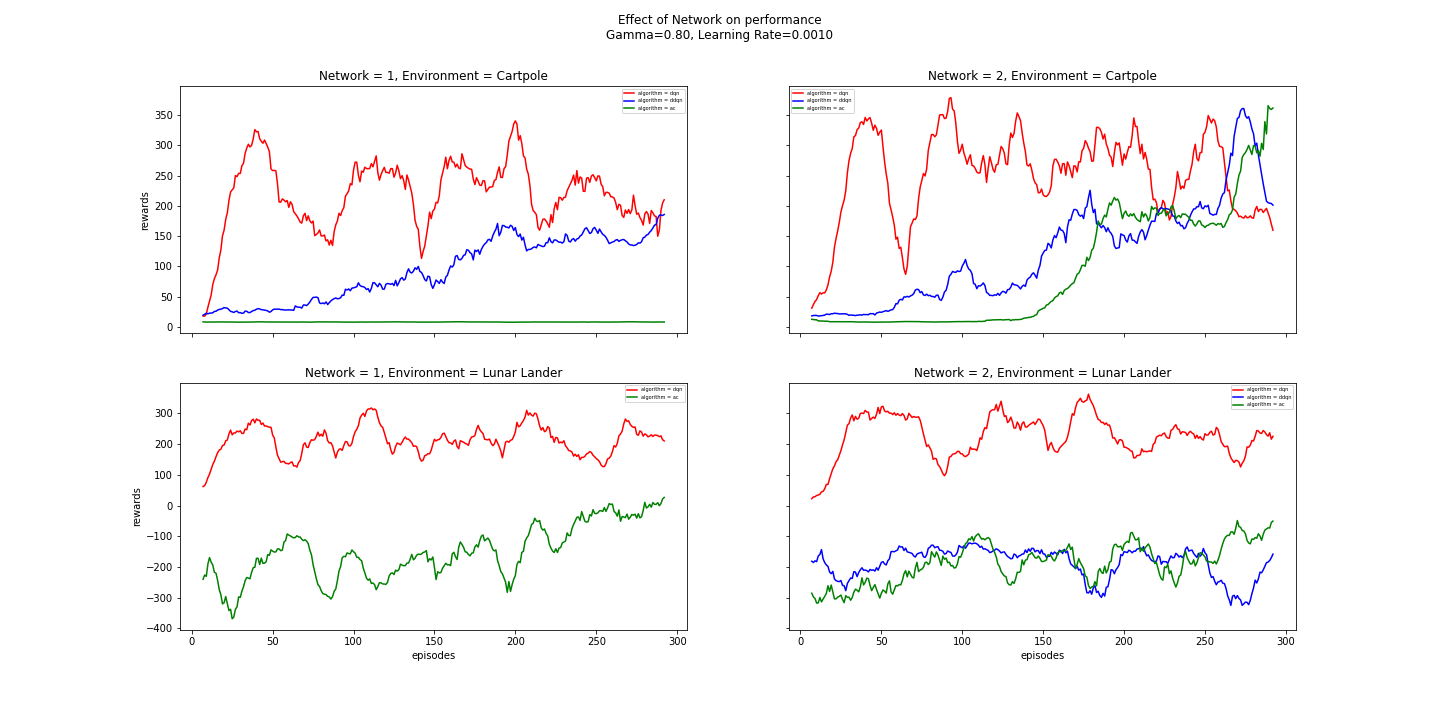 Effect of Network on performance
Gamma=0.80, Learning Rate=0.0010
Network = 1, Environment = Cartpole
algorithm = dqn
algorithm = ddqn
algorithm = ac
350
300
250
200
150
100
50
0
rewards
Network = 2, Environment = Cartpole
algorithm = dqn
algorithm = ddqn
algorithm = ac
Network = 1, Environment = Lunar Lander
algorithm = dqn
algorithm = ac
300
200
100
0
−100
−200
−300
−400
rewards
0 50 100 150 200 250 300
episodes
Network = 2, Environment = Lunar Lander
algorithm = dqn
algorithm = ddqn
algorithm = ac
0 50 100 150 200 250 300
episodes